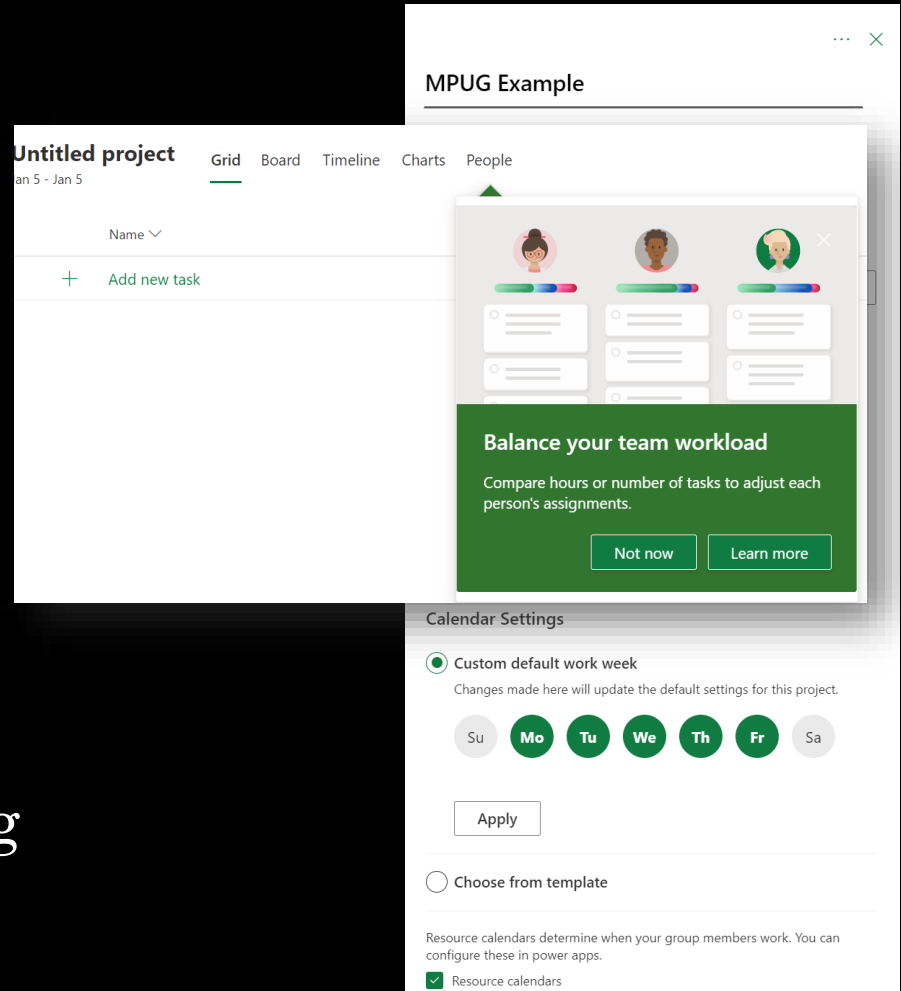 MPUG Example
Untitled project
Jan 5 - Jan 5
Grid Board Timeline Charts People
Name
Add new task
Balance your team workload
Compare hours or number of tasks to adjust each
person's assignments.
Not now Learn more
Calendar Settings
Custom default work week
Changes made here will update the default settings for this project.
Su Mo Tu We Th Fr Sa
g
Apply
Choose from template
Resource calendars determine when your group members work. You can
configure these in power apps.
Resource calendars